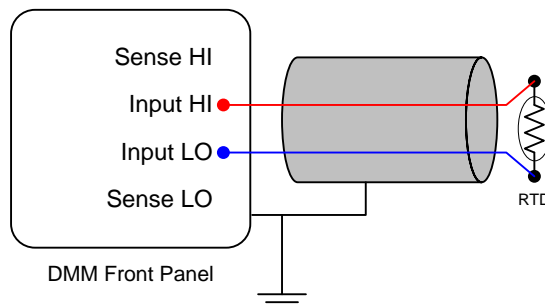 Sense HI
Input HI
Input LO
Sense LO
RTD
DMM Front Panel